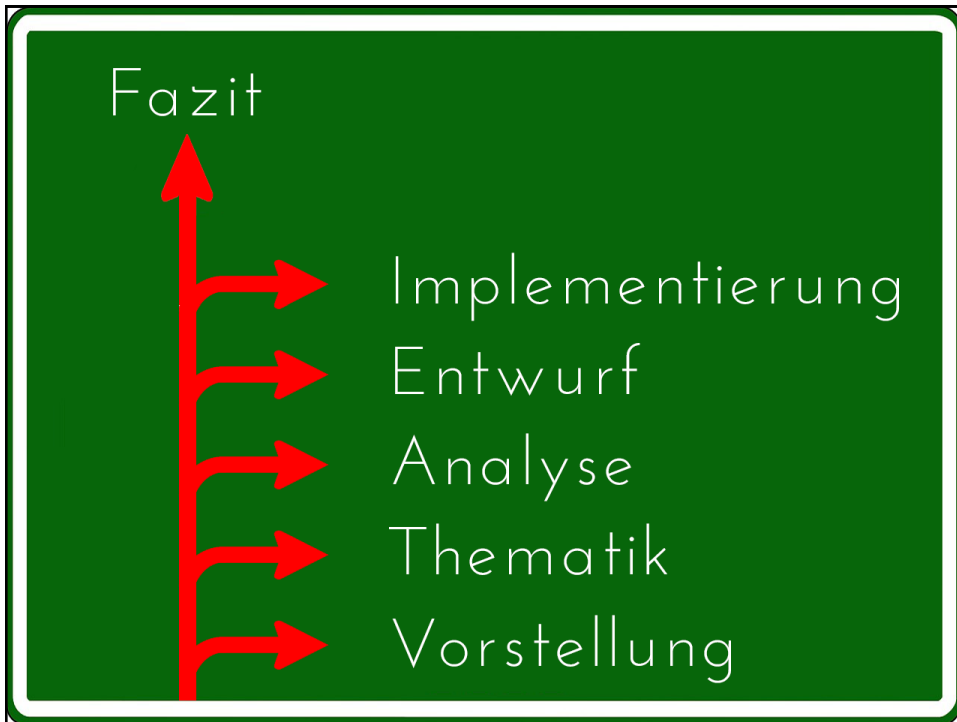 Fazit
Implementierung
Entwurf
Analyse
Thematik
Vorstellung